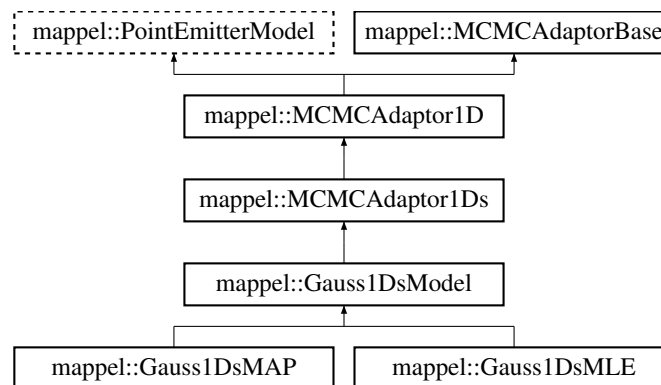 mappel::PointEmitterModel
mappel::MCMCAdaptorBase
mappel::MCMCAdaptor1D
mappel::MCMCAdaptor1Ds
mappel::Gauss1DsModel
mappel::Gauss1DsMAP
mappel::Gauss1DsMLE